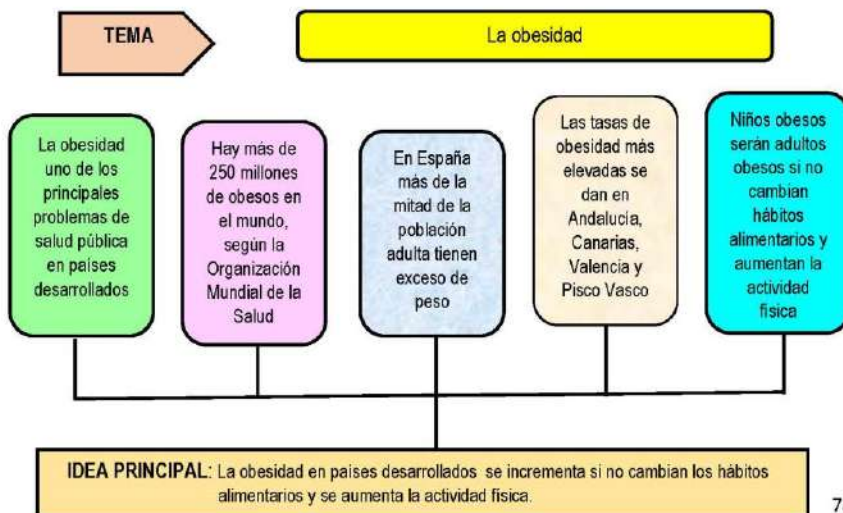 TEMA
La obesidad
La obesidad
uno de los
principales
problemas de
salud pública
en países
desarrollados
Hay más de
250 millones
de obesos en
el mundo,
según la
Organización
Mundial de la
Salud
En España
más de la
mitad de la
población
adulta tienen
exceso de
peso
Las tasas de
obesidad más
elevadas se
dan en
Andalucía,
Canarias,
Valencia y
Pisco Vasco
Niños obesos
serán adultos
obesos si no
cambian
hábitos
alimentarios y
aumentan la
actividad
física
IDEA PRINCIPAL: La obesidad en países desarrollados se incrementa si no cambian los hábitos
alimentarios y se aumenta la actividad física.